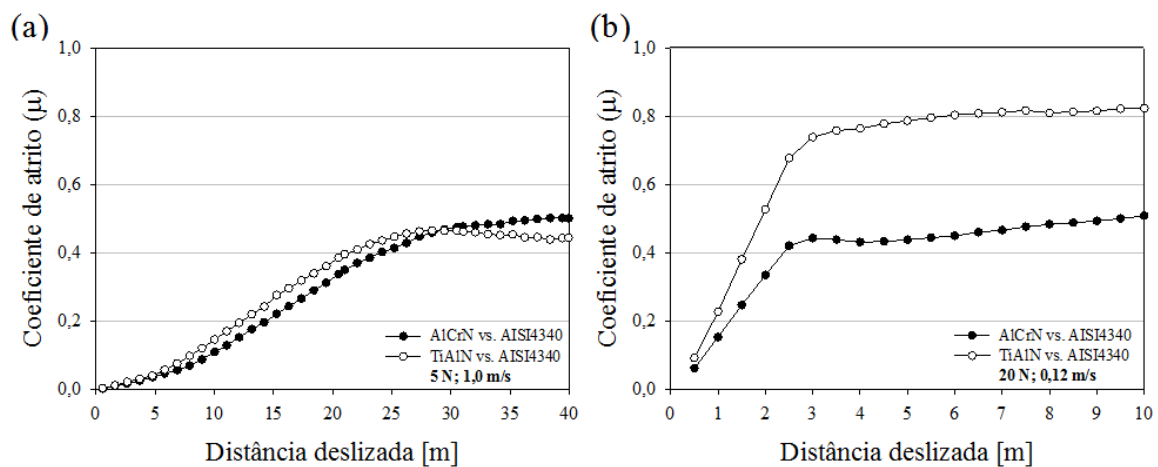 (a)
1,0
0,8
0,6
0,4
0,2
0,0
Coeficiente de atrito (μ)
0 5 10 15 20 25 30 35 40
Distância deslizada [m]
AlCrN vs. AISI4340
TiAlN vs. AISI4340
5 N; 1,0 m/s
(b)
1,0
0,8
0,6
0,4
0,2
0,0
Coeficiente de atrito (μ)
0 1 2 3 4 5 6 7 8 9 10
Distância deslizada [m]
AlCrN vs. AISI4340
TiAlN vs. AISI4340
20 N; 0,12 m/s